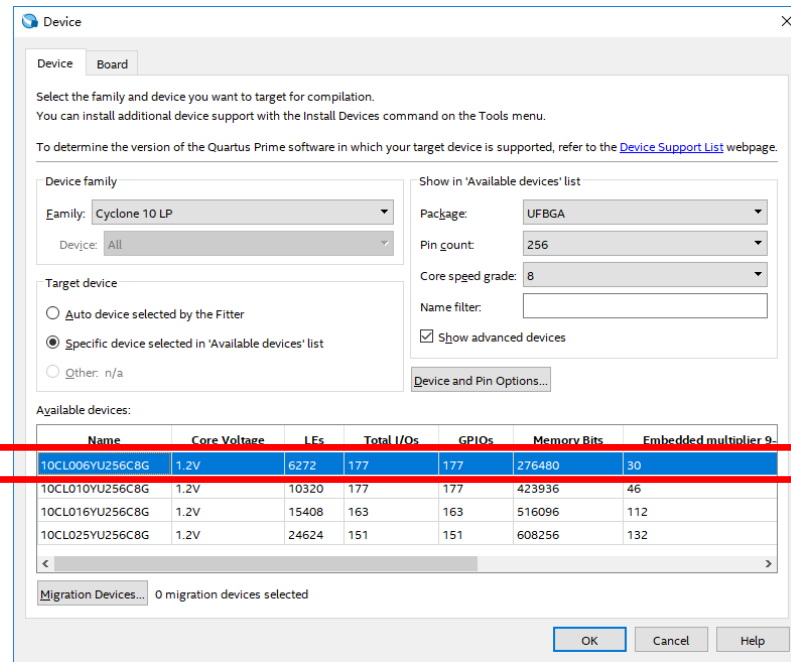 Device
Device Board
Select the family and device you want to target for compilation.
You can install additional device support with the Install Devices command on the Tools menu.
To determine the version of the Quartus Prime software in which your target device is supported, refer to the Device Support List webpage.
Device family
Family: Cyclone 10 LP
Device: All
Show in 'Available devices' list
Package: UFBGA
Pin count: 256
Core speed grade: 8
Name filter:
Show advanced devices
Target device
Auto device selected by the Fitter
Specific device selected in 'Available devices' list
Other: n/a
Device and Pin Options...
Available devices:
Name Core Voltage LEs Total I/Os GPIOs Memory Bits Embedded multiplier 9-
10CL006YU256C8G 1.2V 6272 177 177 276480 30
10CL010YU256C8G 1.2V 10320 177 177 423936 46
10CL016YU256C8G 1.2V 15408 163 163 516096 112
10CL025YU256C8G 1.2V 24624 151 151 608256 132
Migration Devices... 0 migration devices selected
OK Cancel Help